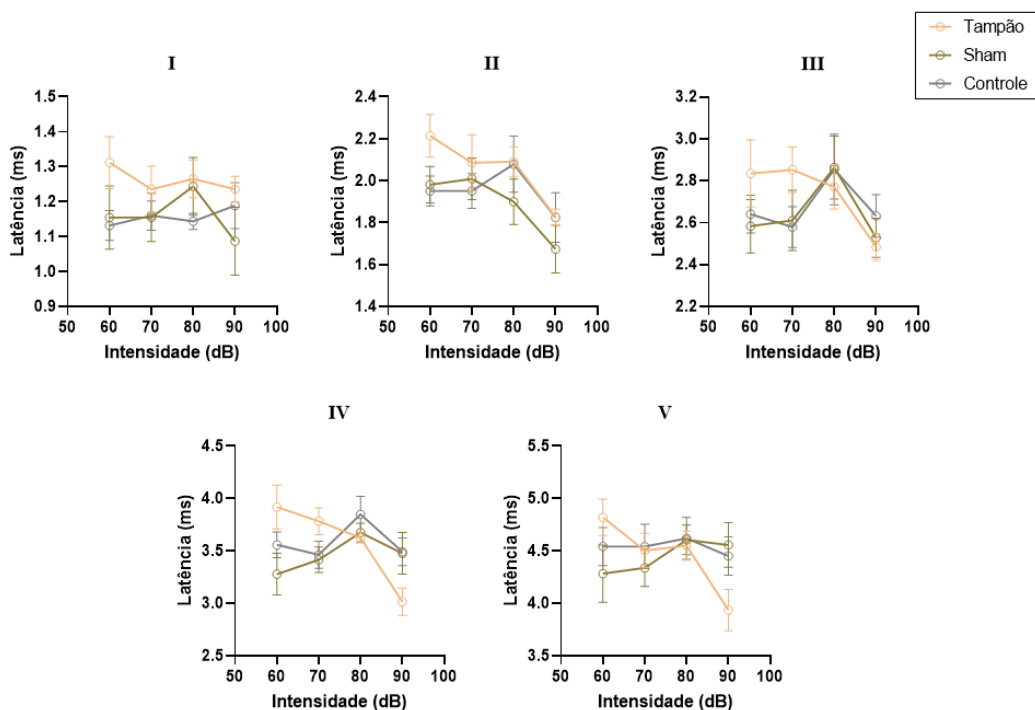 Tampão
Sham
Controle
I
1.5
1.4
1.3
1.2
1.1
1.0
0.9
Latência (ms)
50 60 70 80 90 100
Intensidade (dB)
II
2.4
2.2
2.0
1.8
1.6
1.4
Latência (ms)
50 60 70 80 90 100
Intensidade (dB)
III
3.2
3.0
2.8
2.6
2.4
2.2
Latência (ms)
50 60 70 80 90 100
Intensidade (dB)
IV
4.5
4.0
3.5
3.0
2.5
Latência (ms)
50 60 70 80 90 100
Intensidade (dB)
V
5.5
5.0
4.5
4.0
3.5
Latência (ms)
50 60 70 80 90 100
Intensidade (dB)